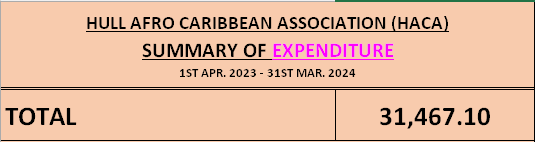 HULL AFRO CARIBBEAN ASSOCIATION (HACA)
SUMMARY OF EXPENDITURE
1ST APR. 2023 - 31ST MAR. 2024
TOTAL 31,467.10